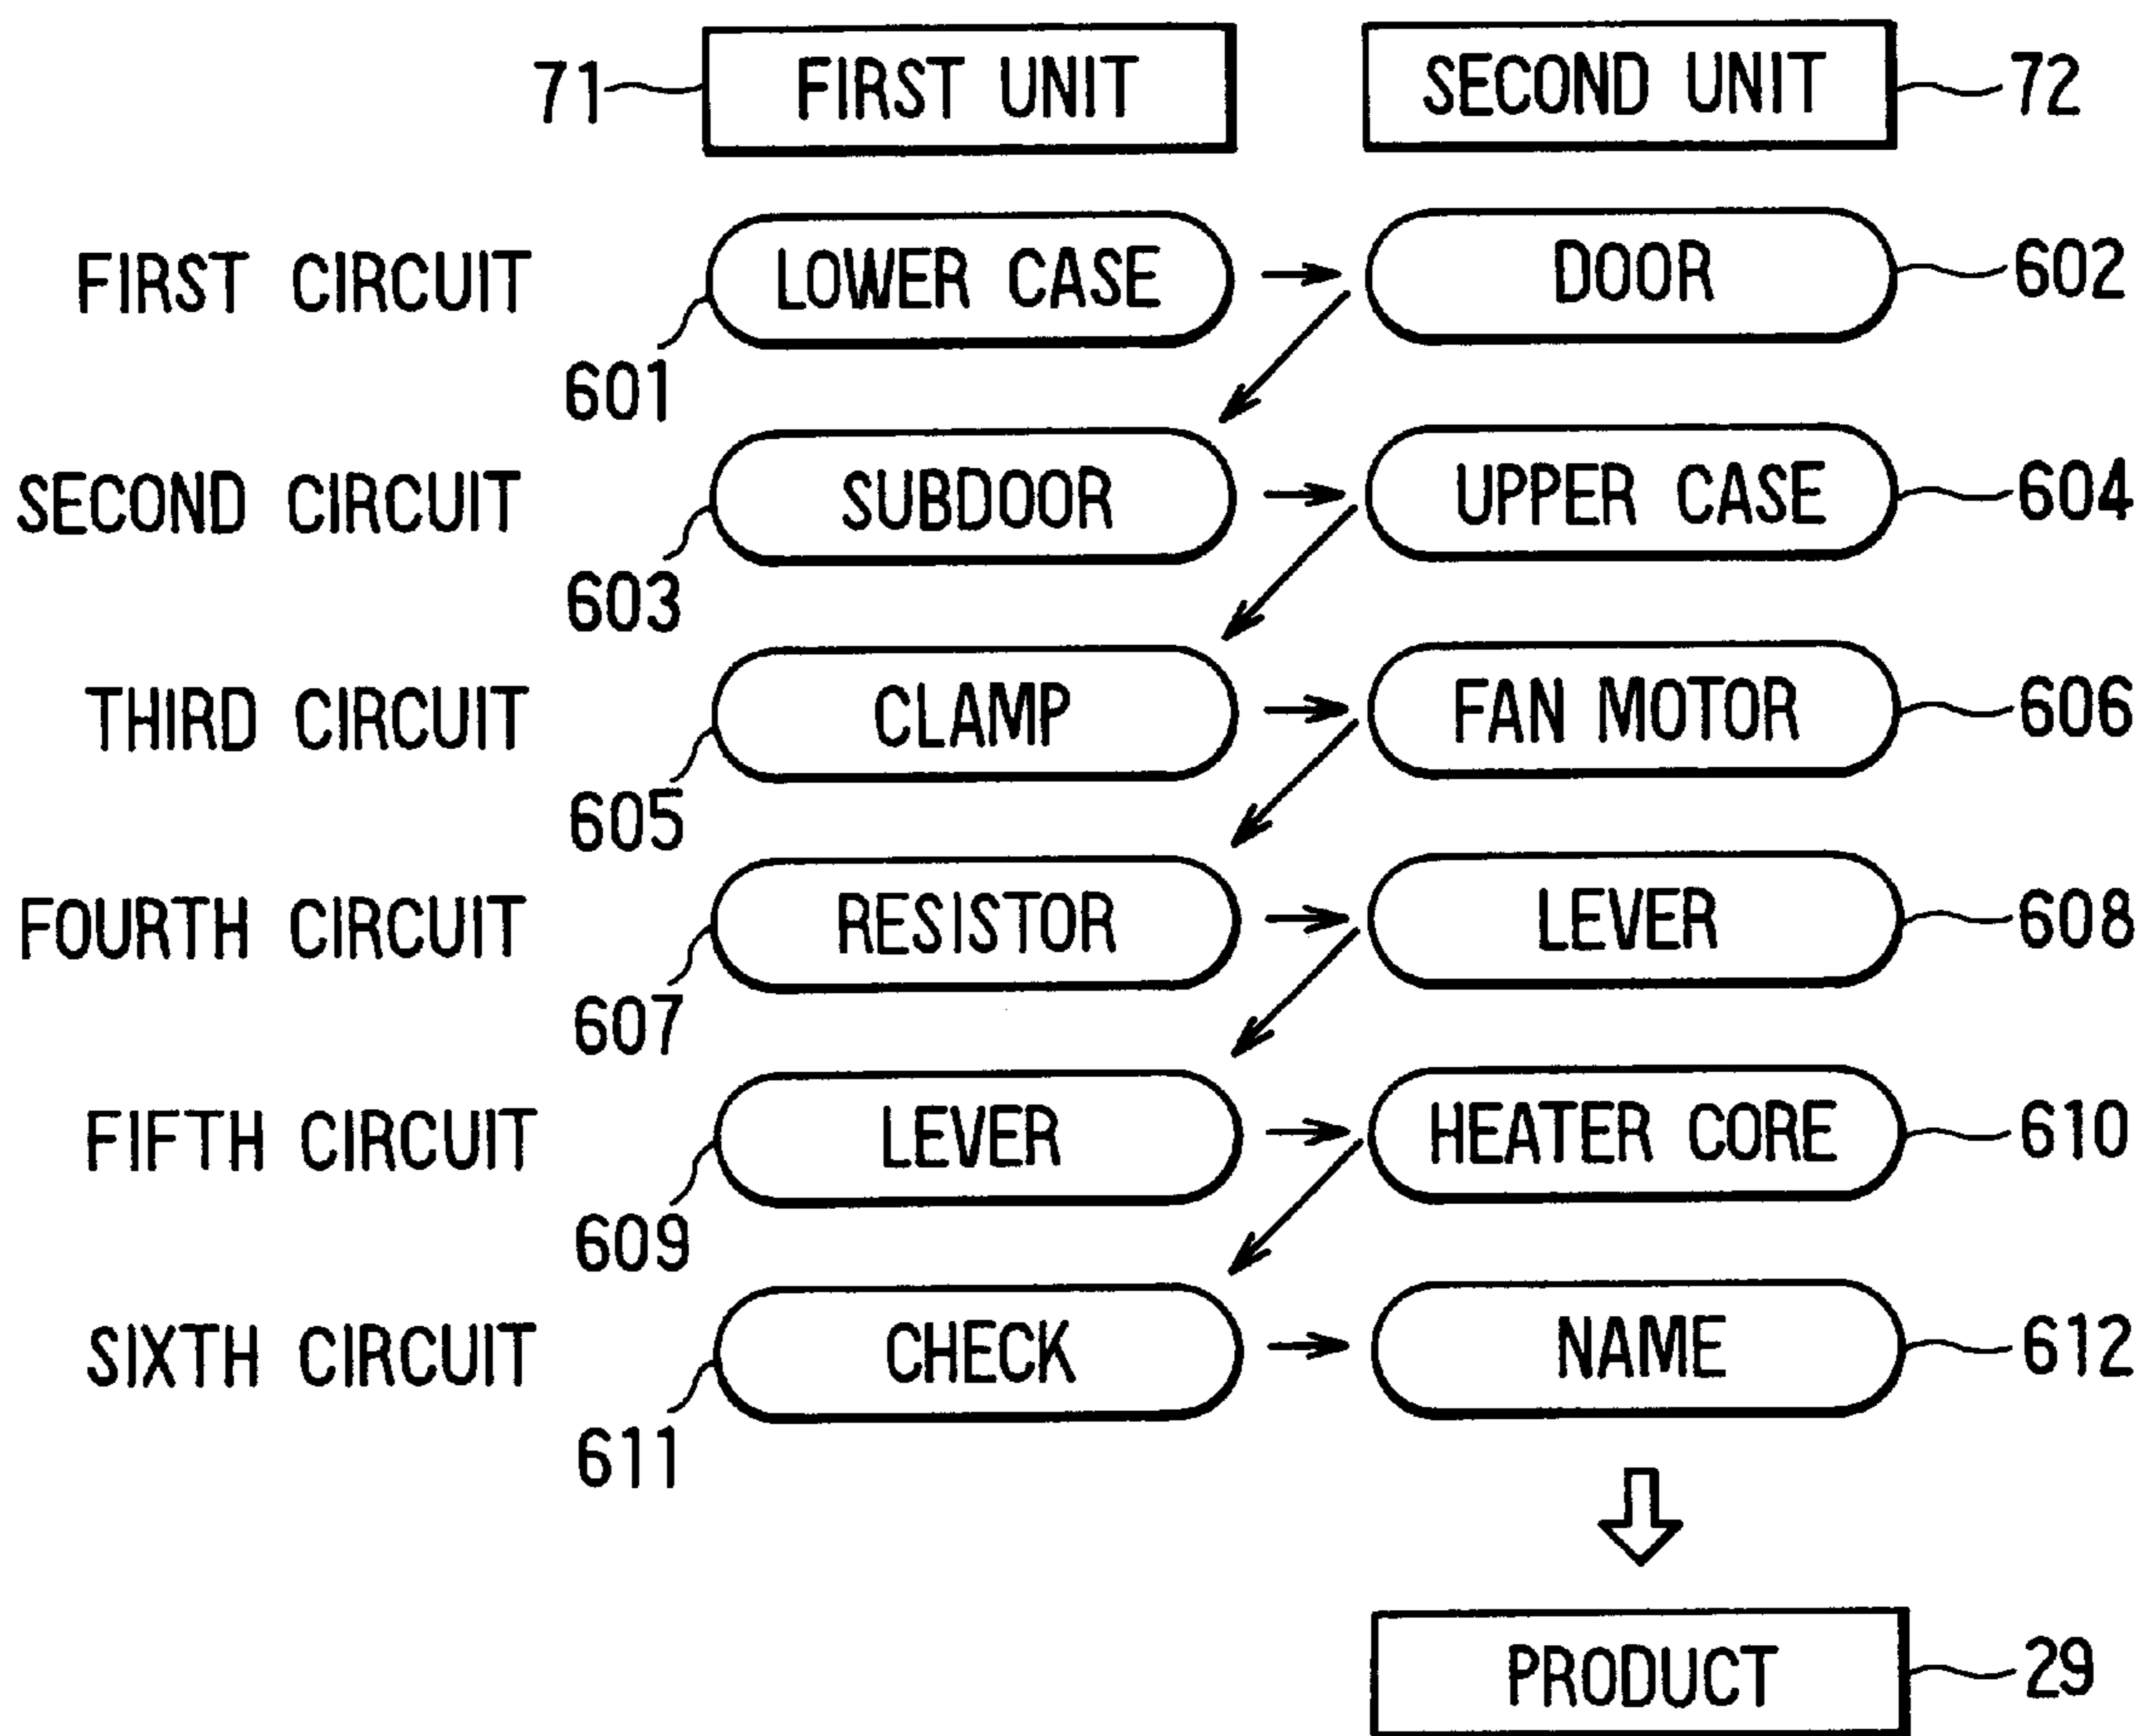 71 FIRST UNIT SECOND UNIT 72
FIRST CIRCUIT LOWER CASE DOOR 602
601
SECOND CIRCUIT SUBDOOR UPPER CASE 604
603
THIRD CIRCUIT CLAMP FAN MOTOR 606
605
FOURTH CIRCUIT RESISTOR LEVER 608
607
FIFTH CIRCUIT LEVER HEATER CORE 610
609
SIXTH CIRCUIT CHECK NAME 612
611
PRODUCT 29